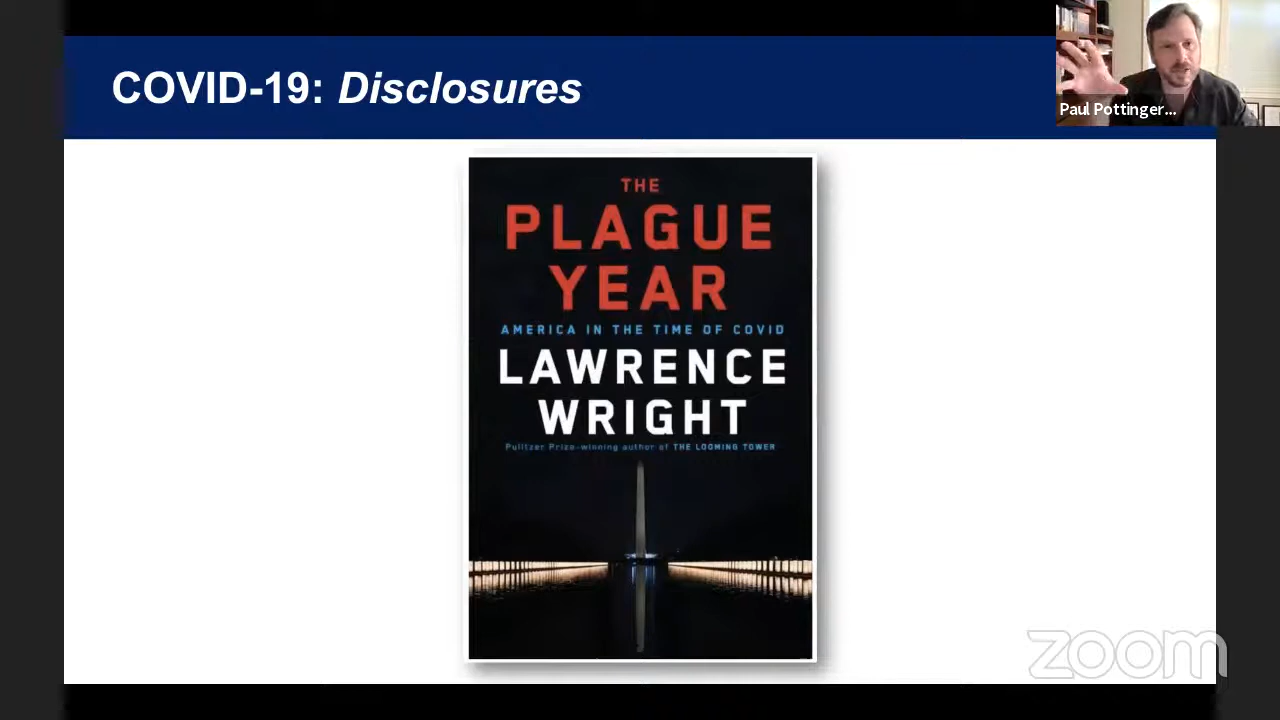 COVID-19: Disclosures
Paul Pottinger...
THE
PLAGUE
YEAR
AMERICA IN THE TIME OF COVID
LAWRENCE
WRIGHT
Pulitzer Prize-winning author of THE LOOMING TOWER
zoom